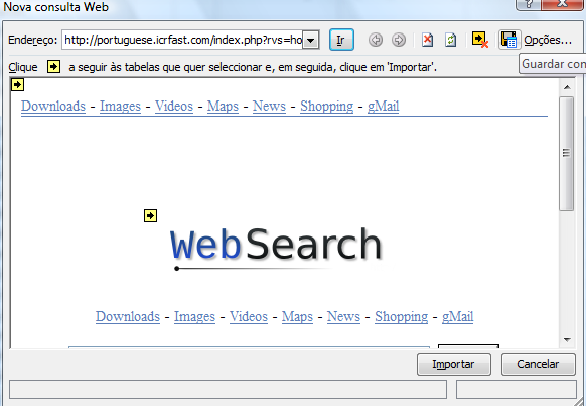 Nova consulta Web
Endereço: http://portuguese.icrfast.com/index.php?rvs=ho Ir Opções...
Clique a seguir às tabelas que quer seleccionar e, em seguida, clique em 'Importar'. Guardar con
Downloads - Images - Videos - Maps - News - Shopping - gMail
WebSearch
Downloads - Images - Videos - Maps - News - Shopping - gMail
Importar Cancelar